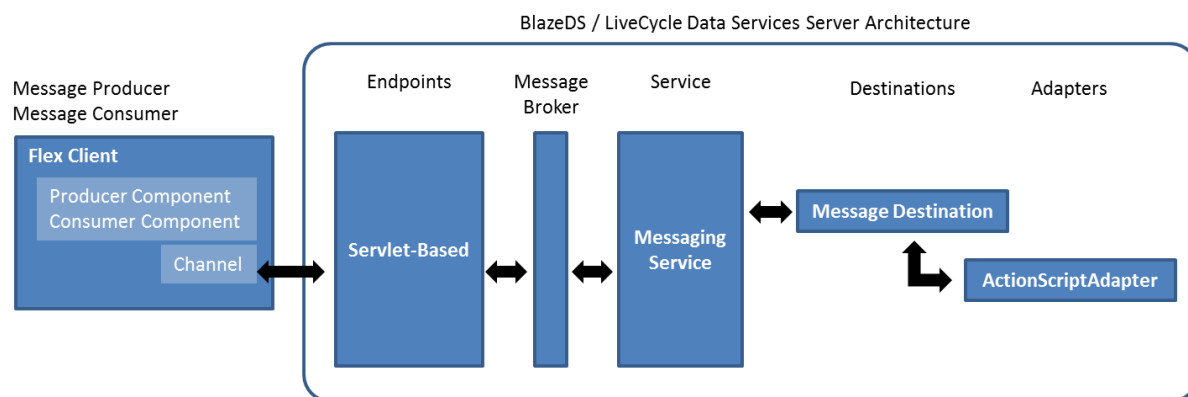 BlazeDS / LiveCycle Data Services Server Architecture
Message Producer
Message Consumer
Endpoints
Message
Broker
Service
Destinations
Adapters
Flex Client
Producer Component
Consumer Component
Channel
Servlet-Based
Messaging
Service
Message Destination
ActionScriptAdapter